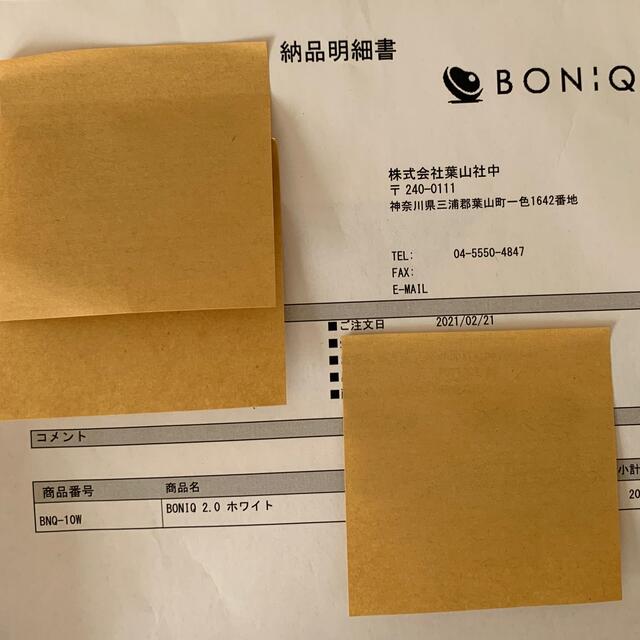 納品明細書
BONIQ
株式会社葉山社中
〒 240-0111
神奈川県三浦郡葉山町一色1642番地
TEL: 04-5550-4847
FAX:
E-MAIL
■ご注文日 2021/02/21
■
■
■
■
コメント
商品番号 商品名 小計
BNQ-10W BONIQ 2.0 ホワイト 20